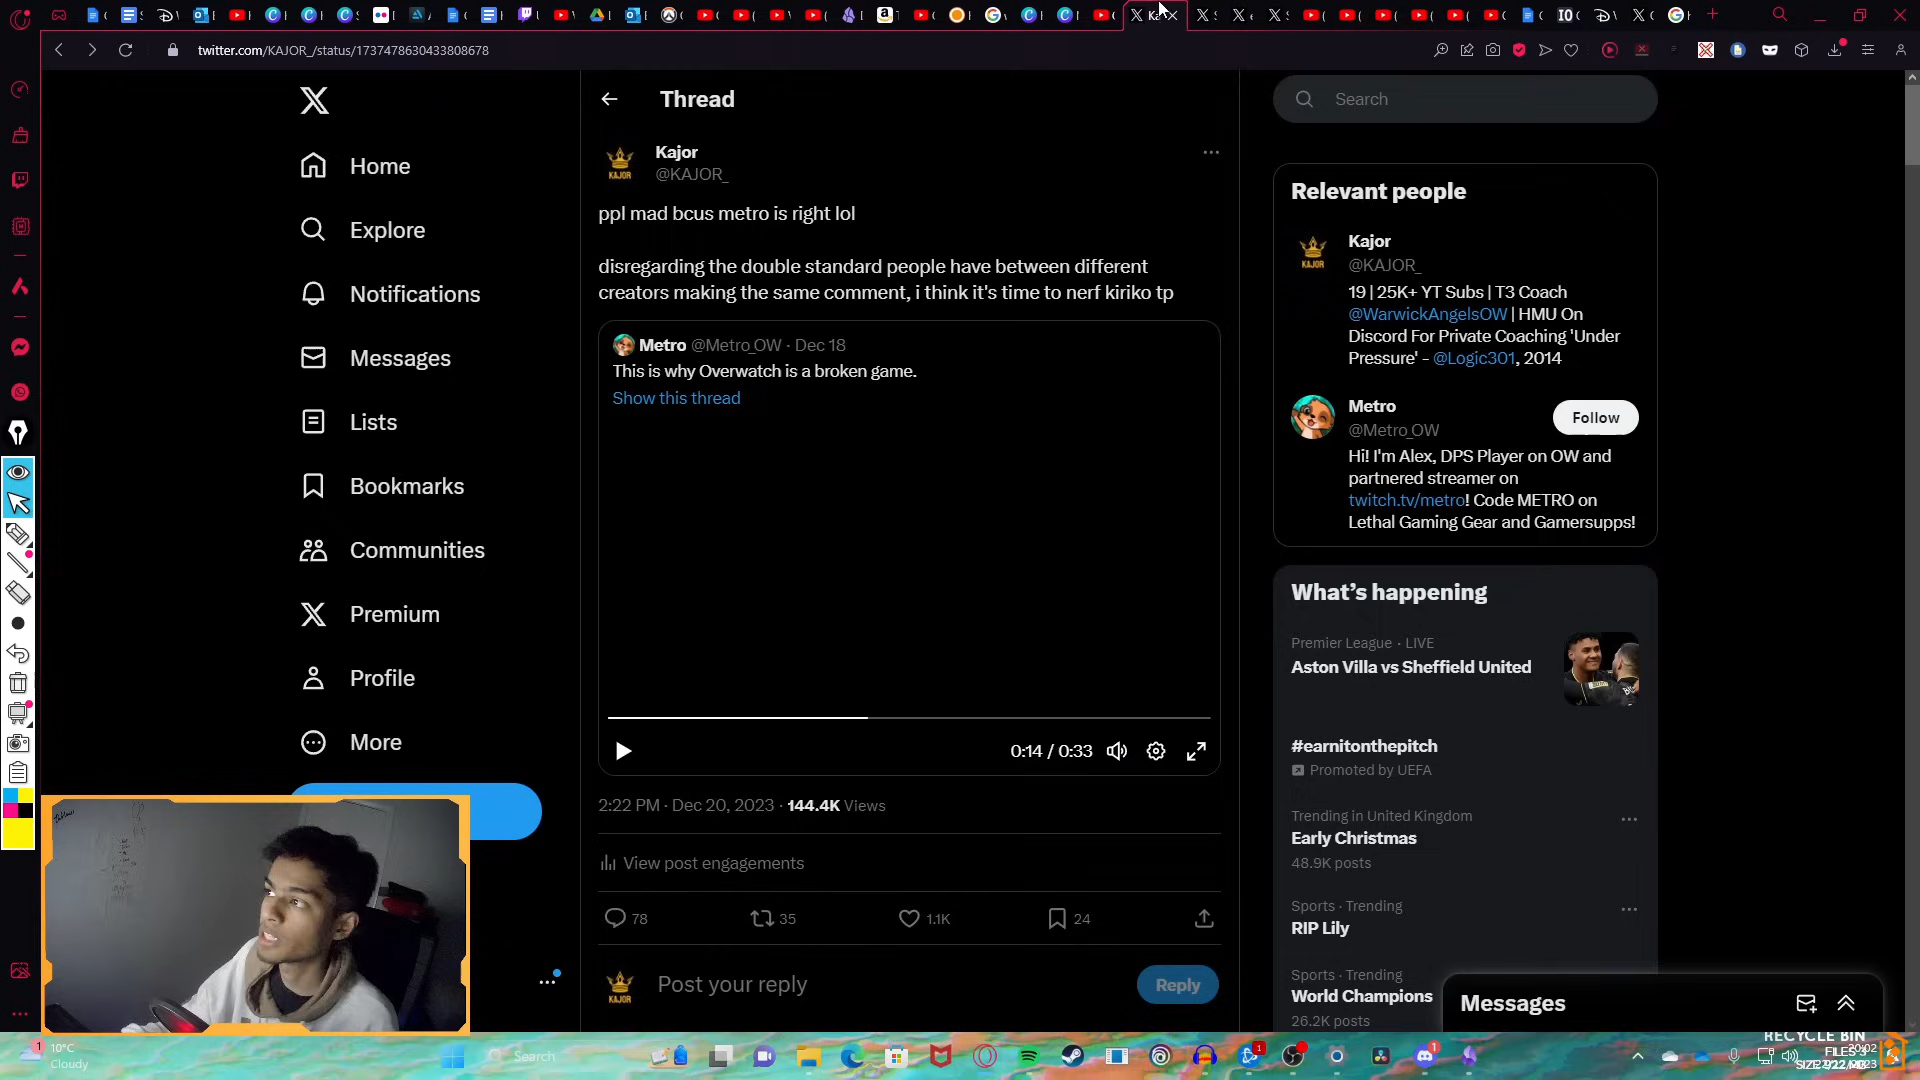 twitter.com/KAJOR_/status/1737478630433808678
Thread
Search
Kajor
@KAJOR_
Home
Explore
Notifications
Messages
Lists
Bookmarks
Communities
Premium
Profile
More
ppl mad bcus metro is right lol
disregarding the double standard people have between different
creators making the same comment, i think it's time to nerf kiriko tp
Metro @Metro_OW · Dec 18
This is why Overwatch is a broken game.
Show this thread
0:14 / 0:33
2:22 PM · Dec 20, 2023 · 144.4K Views
View post engagements
78
35
1.1K
24
KAJOR
Post your reply
Reply
Relevant people
Kajor
@KAJOR_
19 | 25K+ YT Subs | T3 Coach
@WarwickAngelsOW | HMU On
Discord For Private Coaching 'Under
Pressure' - @Logic301, 2014
Metro
@Metro_OW
Follow
Hi! I'm Alex, DPS Player on OW and
partnered streamer on
twitch.tv/metro! Code METRO on
Lethal Gaming Gear and Gamersupps!
What's happening
Premier League · LIVE
Aston Villa vs Sheffield United
#earnitonthepitch
Promoted by UEFA
Trending in United Kingdom
Early Christmas
48.9K posts
Sports · Trending
RIP Lily
Sports · Trending
World Champions
26.2K posts
Messages
10°C
Cloudy
Search
RECYCLE BIN
FILES 3
20:02